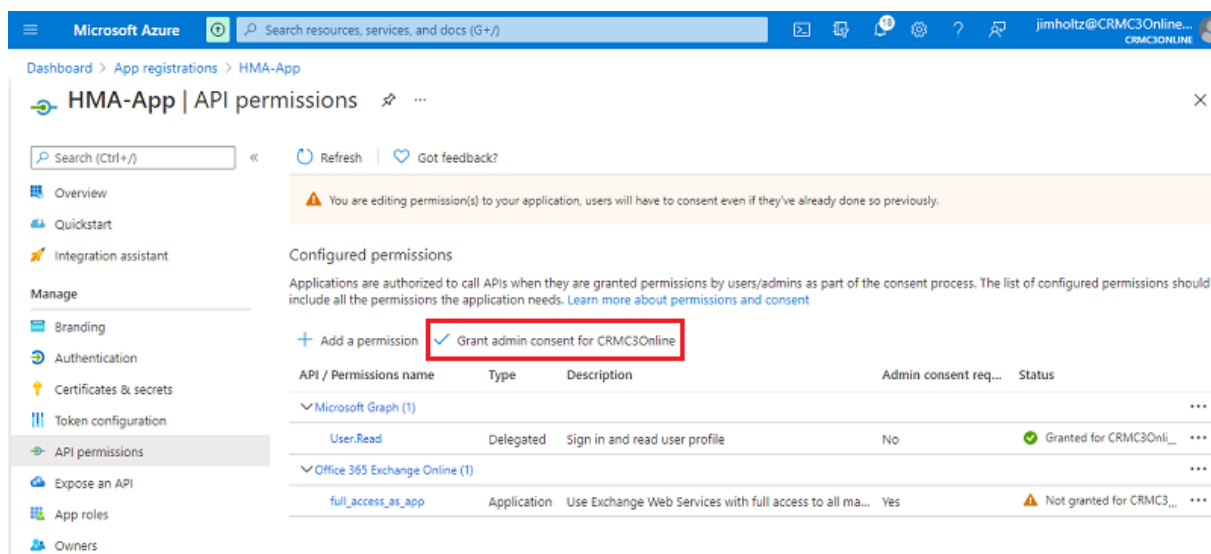 Microsoft Azure
Search resources, services, and docs (G+/)
18
?
jimholtz@CRMC3Online...
CRMC3ONLINE
Dashboard > App registrations > HMA-App
HMA-App | API permissions ...
Search (Ctrl+/)
«
Refresh
Got feedback?
Overview
You are editing permission(s) to your application, users will have to consent even if they've already done so previously.
Quickstart
Integration assistant
Configured permissions
Applications are authorized to call APIs when they are granted permissions by users/admins as part of the consent process. The list of configured permissions should
include all the permissions the application needs. Learn more about permissions and consent
Manage
Branding
Add a permission
Grant admin consent for CRMC3Online
Authentication
API / Permissions name Type Description Admin consent req... Status
Certificates & secrets
Microsoft Graph (1) ...
Token configuration
User.Read Delegated Sign in and read user profile No Granted for CRMC3Onli_ ...
API permissions
Office 365 Exchange Online (1) ...
Expose an API
full_access_as_app Application Use Exchange Web Services with full access to all ma... Yes Not granted for CRMC3... ...
App roles
Owners